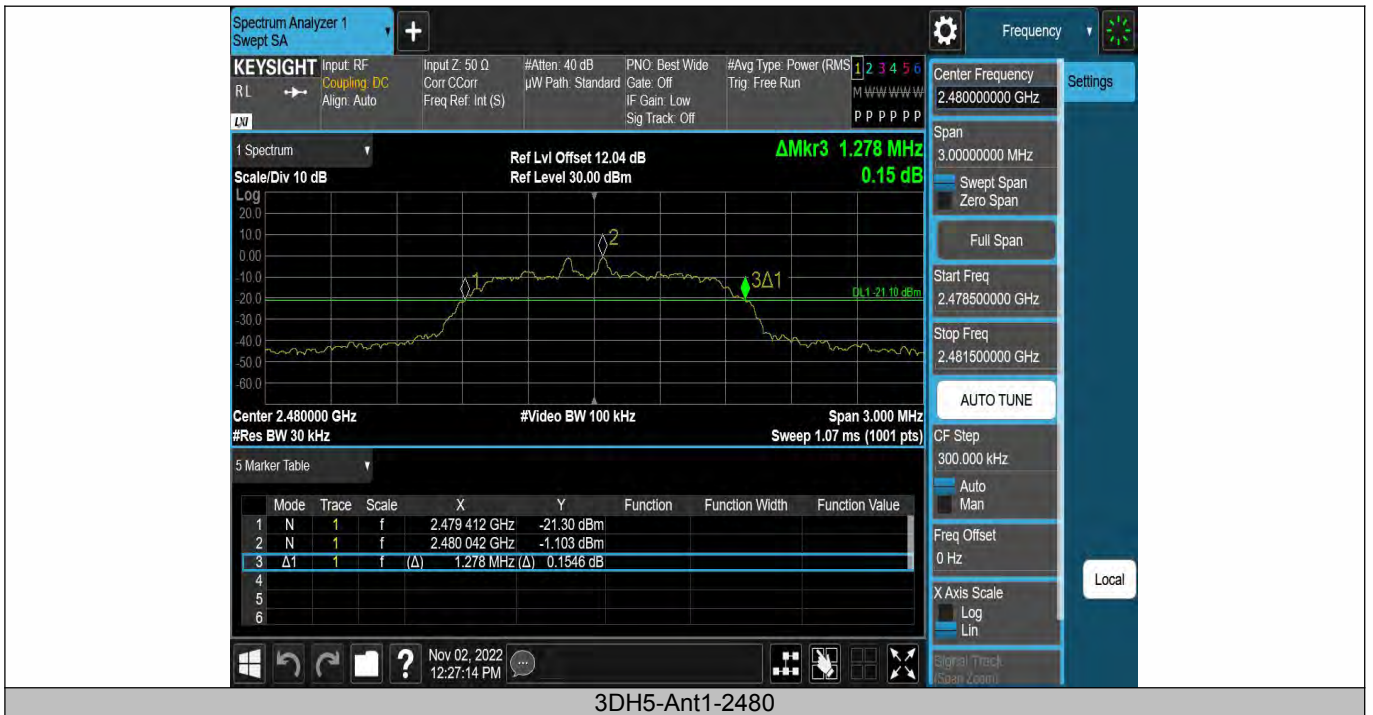 Spectrum Analyzer 1
Swept SA
Frequency
KEYSIGHT
RL
LXI
Input: RF
Coupling: DC
Align: Auto
Input Z: 50 Ω
Corr CCorr
Freq Ref: Int (S)
#Atten: 40 dB
µW Path: Standard
PNO: Best Wide
Gate: Off
IF Gain: Low
Sig Track: Off
#Avg Type: Power (RMS
Trig: Free Run
1 2 3 4 5 6
M W W W W W
P P P P P P
1 Spectrum
Scale/Div 10 dB
Ref Lvl Offset 12.04 dB
Ref Level 30.00 dBm
ΔMkr3 1.278 MHz
0.15 dB
Log
20.0
10.0
0.00
-10.0
-20.0
-30.0
-40.0
-50.0
-60.0
1
2
3Δ1
DL1 -21.10 dBm
Center 2.480000 GHz
#Video BW 100 kHz
Span 3.000 MHz
#Res BW 30 kHz
Sweep 1.07 ms (1001 pts)
5 Marker Table
Mode Trace Scale X Y Function Function Width Function Value
1 N 1 f 2.479 412 GHz -21.30 dBm
2 N 1 f 2.480 042 GHz -1.103 dBm
3 Δ1 1 f (Δ) 1.278 MHz (Δ) 0.1546 dB
4
5
6
Nov 02, 2022
12:27:14 PM
Center Frequency
2.480000000 GHz
Settings
Span
3.00000000 MHz
Swept Span
Zero Span
Full Span
Start Freq
2.478500000 GHz
Stop Freq
2.481500000 GHz
AUTO TUNE
CF Step
300.000 kHz
Auto
Man
Freq Offset
0 Hz
X Axis Scale
Log
Lin
Signal Track
(Span Zoom)
Local
3DH5-Ant1-2480